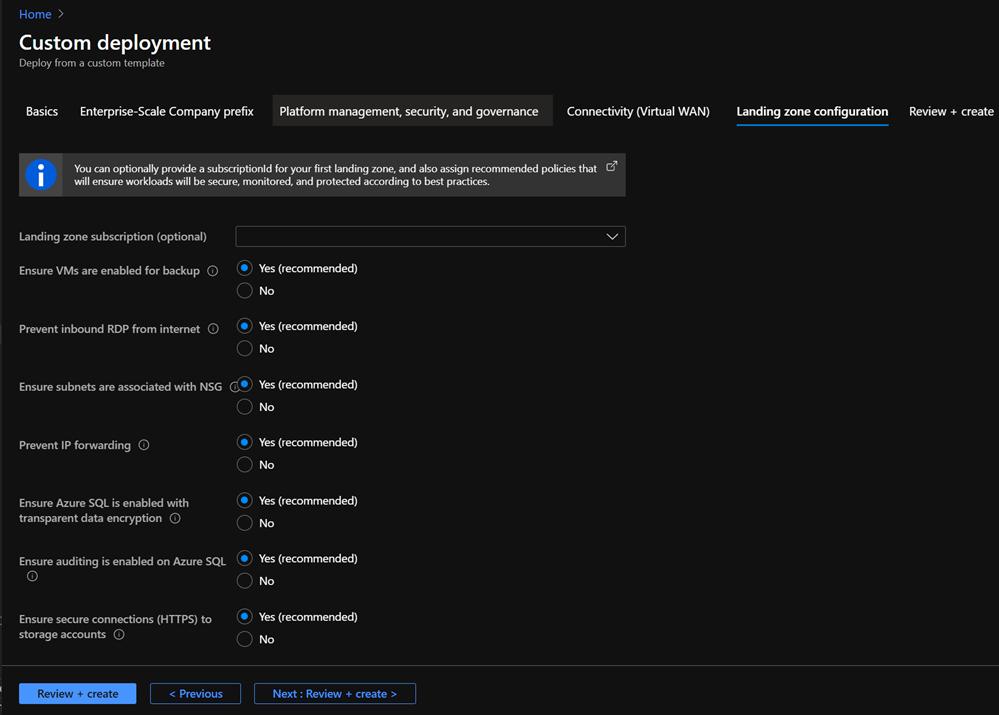 Home >
Custom deployment
Deploy from a custom template
Basics Enterprise-Scale Company prefix Platform management, security, and governance Connectivity (Virtual WAN) Landing zone configuration Review + create
You can optionally provide a subscriptionId for your first landing zone, and also assign recommended policies that
will ensure workloads will be secure, monitored, and protected according to best practices.
Landing zone subscription (optional)
Ensure VMs are enabled for backup
Yes (recommended)
No
Prevent inbound RDP from internet
Yes (recommended)
No
Ensure subnets are associated with NSG
Yes (recommended)
No
Prevent IP forwarding
Yes (recommended)
No
Ensure Azure SQL is enabled with
transparent data encryption
Yes (recommended)
No
Ensure auditing is enabled on Azure SQL
Yes (recommended)
No
Ensure secure connections (HTTPS) to
storage accounts
Yes (recommended)
No
Review + create < Previous Next : Review + create >